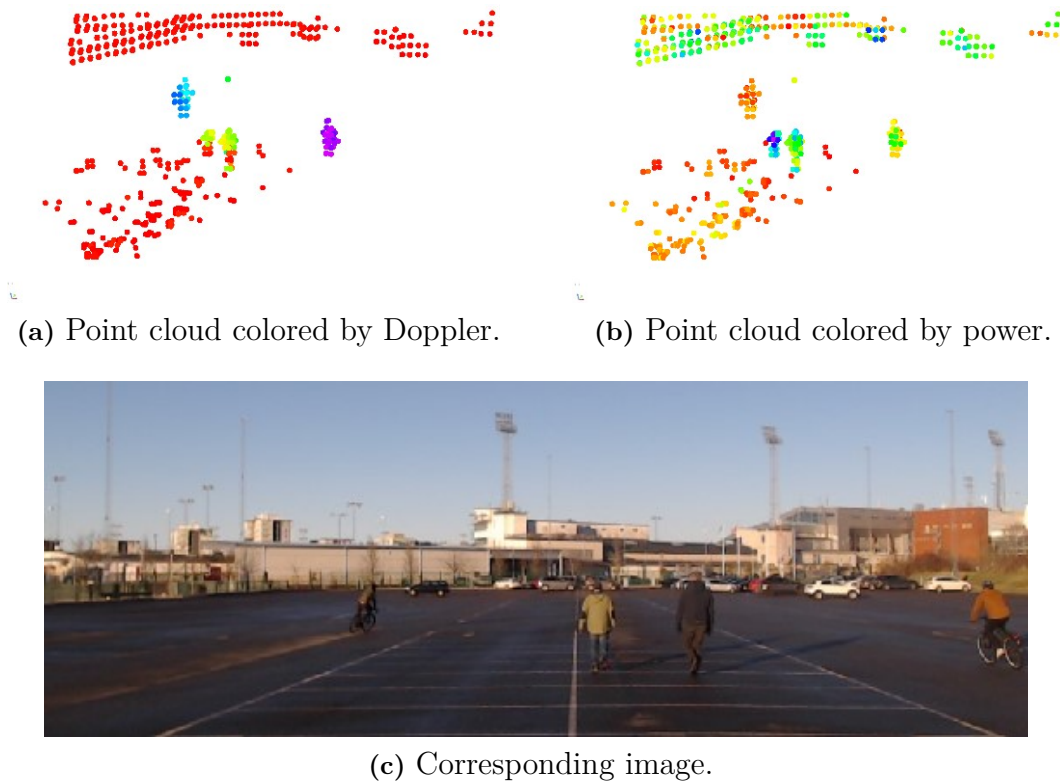 (a) Point cloud colored by Doppler.
(b) Point cloud colored by power.
(c) Corresponding image.